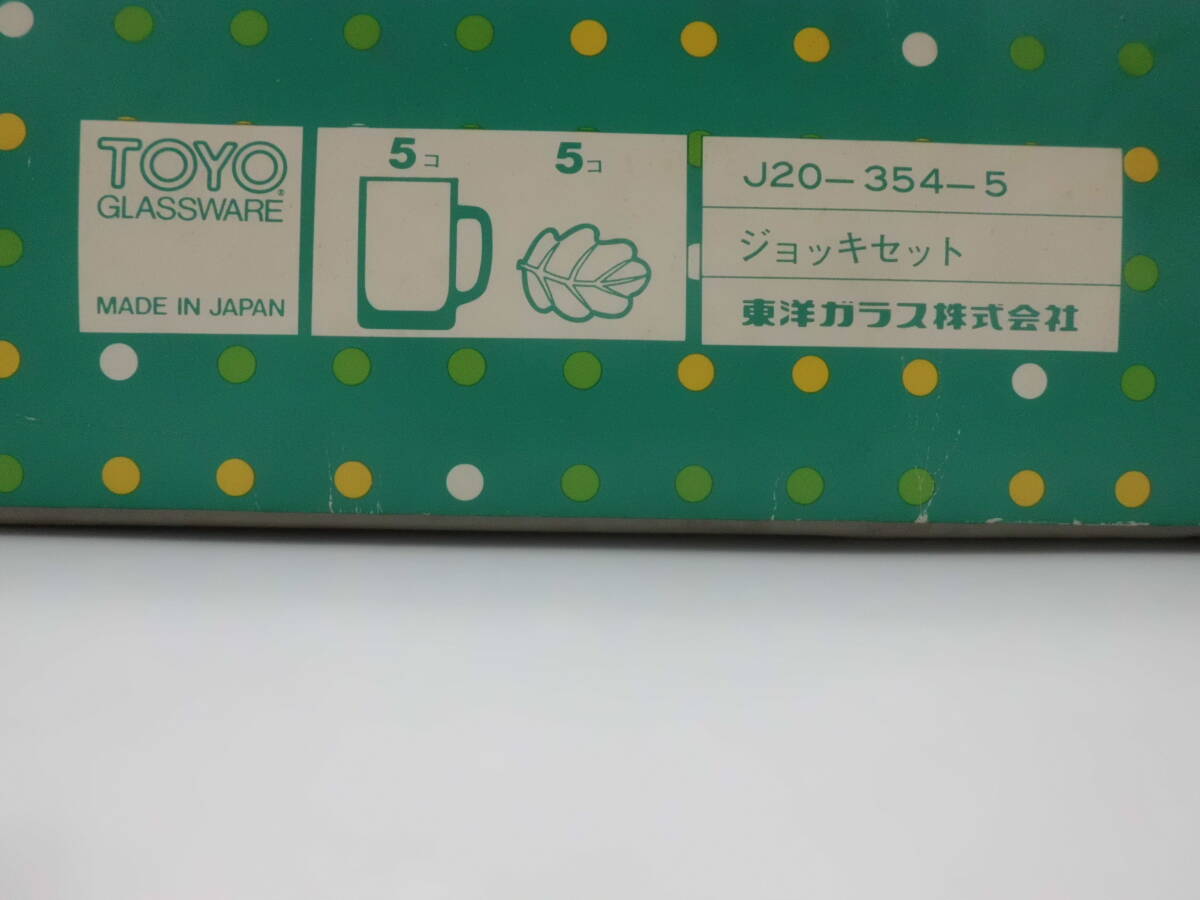 TOYO®
GLASSWARE
MADE IN JAPAN
5コ
5コ
J20-354-5
ジョッキセット
東洋ガラス株式会社